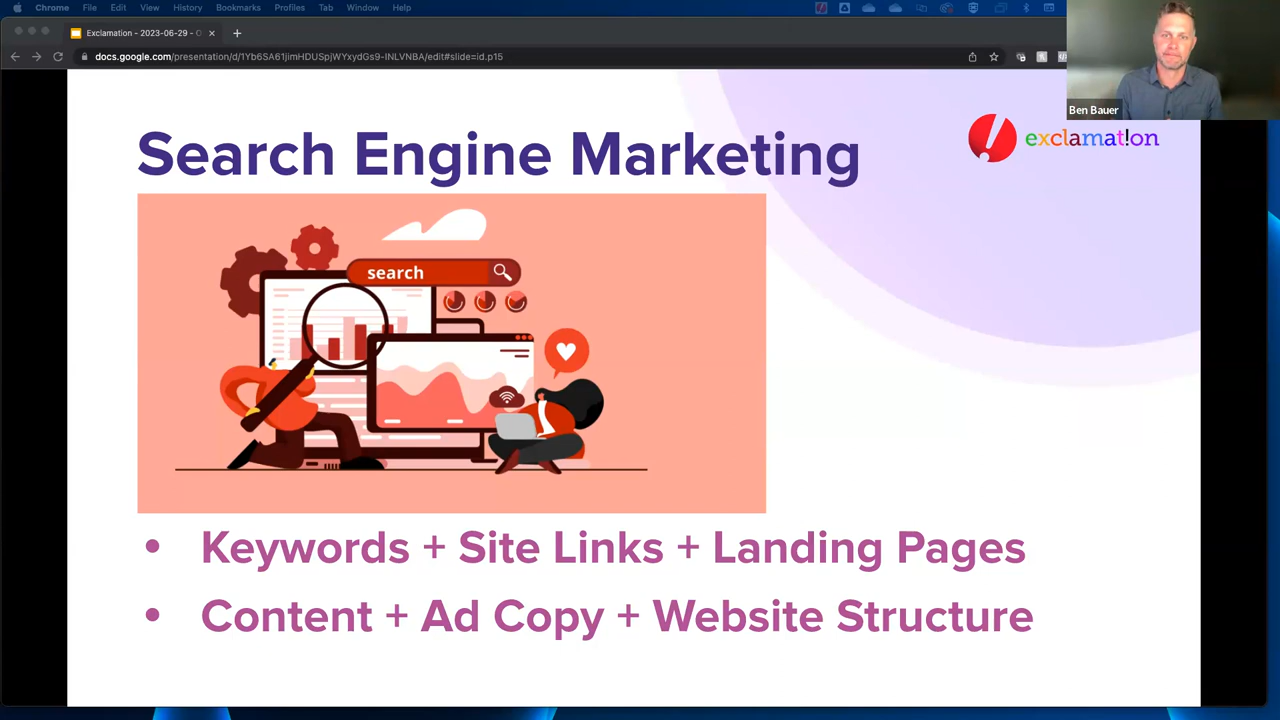 Chrome File Edit View History Bookmarks Profiles Tab Window Help
Exclamation - 2023-06-29 -
docs.google.com/presentation/d/1Yb6SA61jimHDUSpjWYxydGs9-INLVNBA/edit#slide=id.p15
Ben Bauer
Search Engine Marketing
exclamat!on
search
• Keywords + Site Links + Landing Pages
• Content + Ad Copy + Website Structure